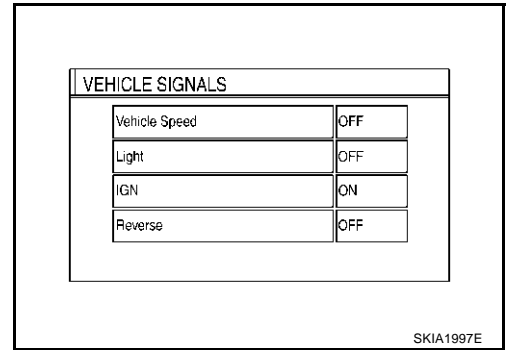 VEHICLE SIGNALS
Vehicle Speed OFF
Light OFF
IGN ON
Reverse OFF
SKIA1997E